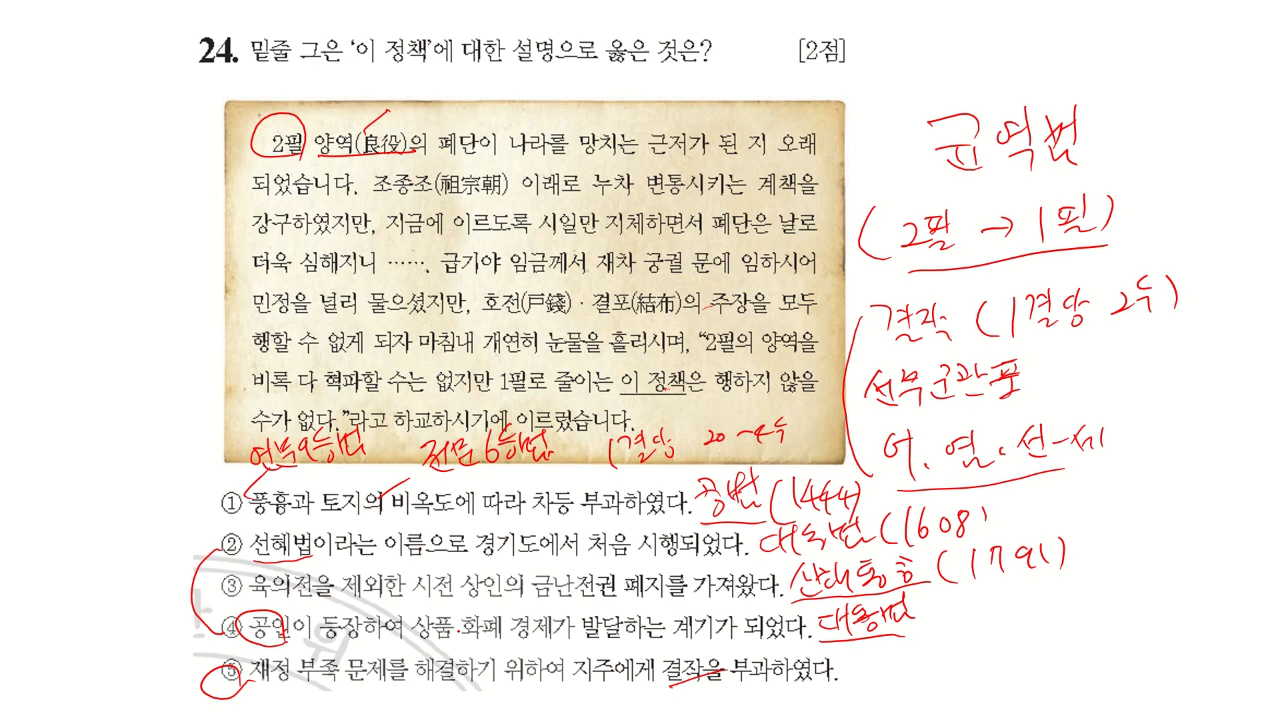 24. 밑줄 그은 '이 정책'에 대한 설명으로 옳은 것은? [2점]
2필 양역(良役)의 폐단이 나라를 망치는 근저가 된 지 오래
되었습니다. 조종조(祖宗朝) 이래로 누차 변통시키는 계책을
강구하였지만, 지금에 이르도록 시일만 지체하면서 폐단은 날로
더욱 심해지니 ……. 급기야 임금께서 재차 궁궐 문에 임하시어
민정을 널리 물으셨지만, 호전(戶錢)·결포(結布)의 주장을 모두
행할 수 없게 되자 마침내 개연히 눈물을 흘리시며, "2필의 양역을
비록 다 혁파할 수는 없지만 1필로 줄이는 이 정책은 행하지 않을
수가 없다."라고 하교하시기에 이르렀습니다.
균역법
(2필 → 1필)
결작 (1결당 2두)
선무군관포
어, 염, 선-세
연분9등법 전분6등법 1결당 20~4두
① 풍흉과 토지의 비옥도에 따라 차등 부과하였다. 공법(1444)
② 선혜법이라는 이름으로 경기도에서 처음 시행되었다. 대동법(1608)
③ 육의전을 제외한 시전 상인의 금난전권 폐지를 가져왔다. 신해통공(1791)
④ 공인이 등장하여 상품·화폐 경제가 발달하는 계기가 되었다. 대동법
⑤ 재정 부족 문제를 해결하기 위하여 지주에게 결작을 부과하였다.